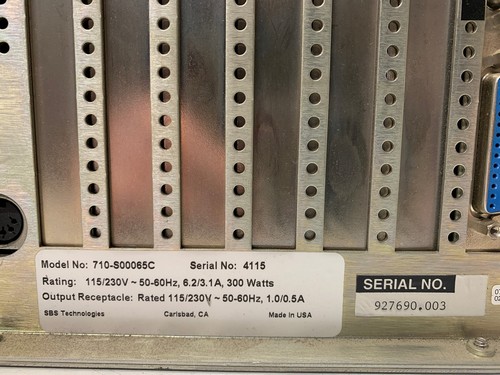 Model No: 710-S00065C Serial No: 4115
Rating: 115/230V ~ 50-60Hz, 6.2/3.1A, 300 Watts
Output Receptacle: Rated 115/230V ~ 50-60Hz, 1.0/0.5A
SBS Technologies Carlsbad, CA Made in USA
SERIAL NO.
927690.003